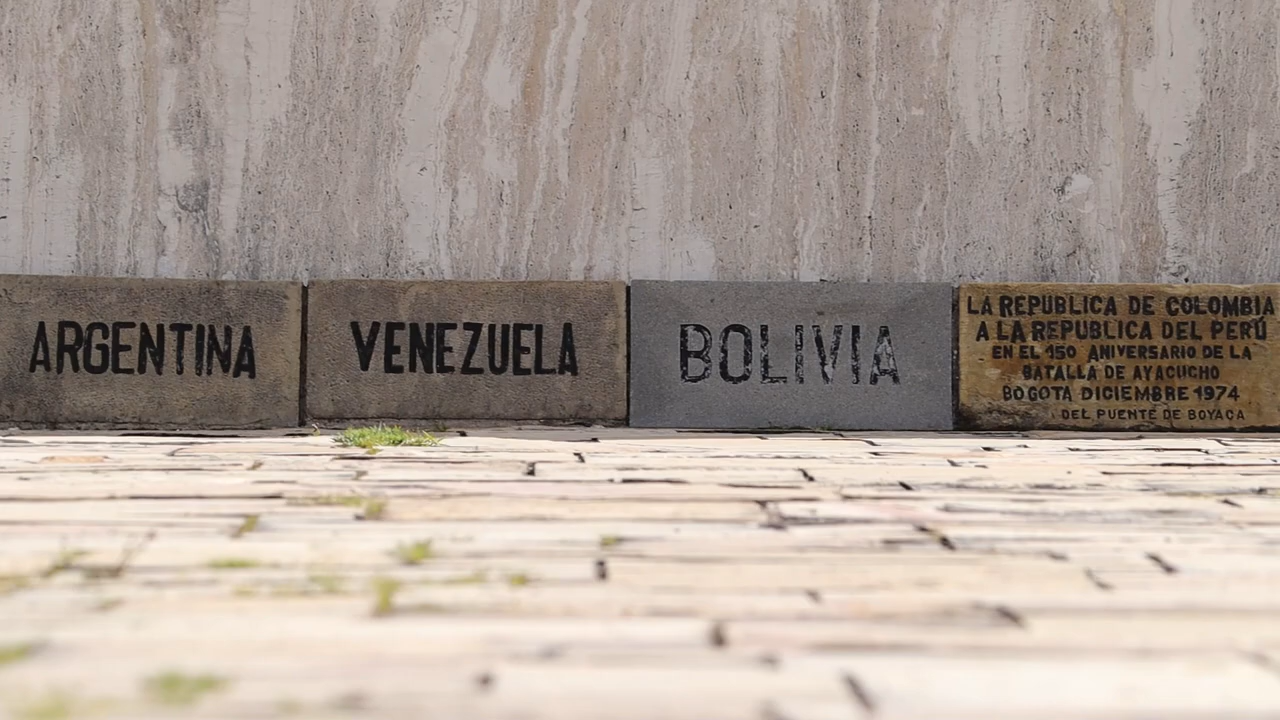 ARGENTINA
VENEZUELA
BOLIVIA
LA REPUBLICA DE COLOMBIA
A LA REPUBLICA DEL PERÚ
EN EL 150 ANIVERSARIO DE LA
BATALLA DE AYACUCHO
BOGOTA DICIEMBRE 1974
DEL PUENTE DE BOYACA